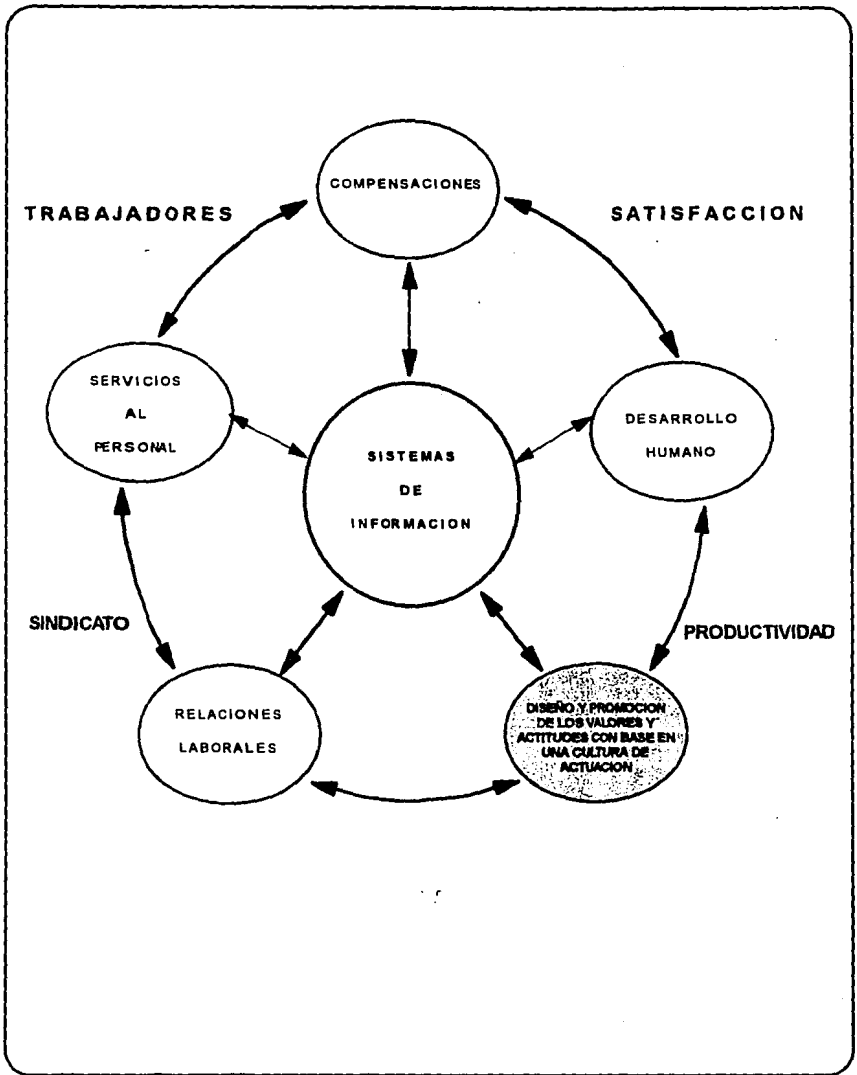 COMPENSACIONES
TRABAJADORES
SATISFACCION
SERVICIOS
AL
PERSONAL
DESARROLLO
HUMANO
SISTEMAS
DE
INFORMACION
SINDICATO
PRODUCTIVIDAD
RELACIONES
LABORALES
DISEÑO Y PROMOCION
DE LOS VALORES Y
ACTITUDES CON BASE EN
UNA CULTURA DE
ACTUACION